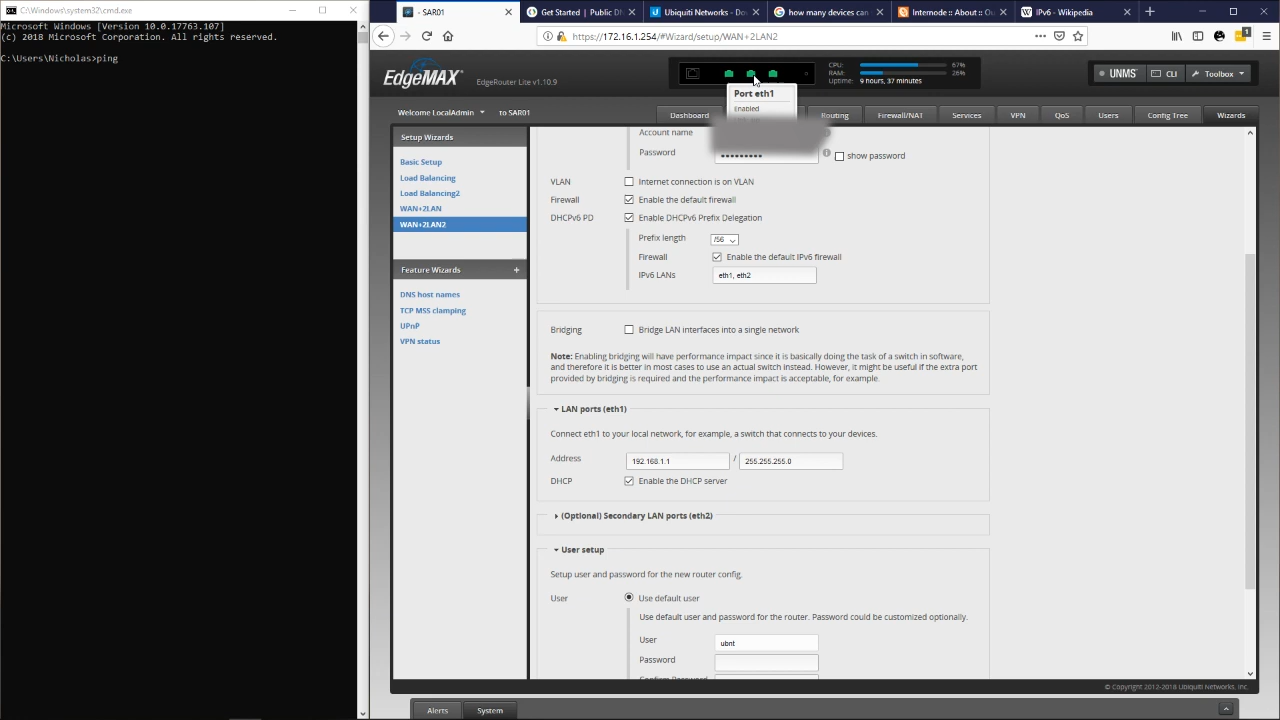 C:\Windows\system32\cmd.exe
Microsoft Windows [Version 10.0.17763.107]
(c) 2018 Microsoft Corporation. All rights reserved.
C:\Users\Nicholas>ping
- SAR01
Get started | Public D
Ubiquiti Networks - De
how many devices can
Internode :: About :: O
IPv6 - Wikipedia
https://172.16.1.254/#Wizard/setup/WAN+2LAN2
EdgeMAX
EdgeRouter Lite v1.10.9
CPU: 67%
RAM: 26%
Uptime: 9 hours, 37 minutes
UNMS
CLI
Toolbox
Port eth1
Enabled
Welcome LocalAdmin
to SAR01
Dashboard
Routing
Firewall/NAT
Services
VPN
QoS
Users
Config Tree
Wizards
Setup Wizards
Basic Setup
Load Balancing
Load Balancing2
WAN+2LAN
WAN+2LAN2
Feature Wizards +
DNS host names
TCP MSS clamping
UPnP
VPN status
Account name
Password ••••••••• show password
VLAN Internet connection is on VLAN
Firewall Enable the default firewall
DHCPv6 PD Enable DHCPv6 Prefix Delegation
Prefix length /56
Firewall Enable the default IPv6 firewall
IPv6 LANs eth1, eth2
Bridging Bridge LAN interfaces into a single network
Note: Enabling bridging will have performance impact since it is basically doing the task of a switch in software,
and therefore it is better in most cases to use an actual switch instead. However, it might be useful if the extra port
provided by bridging is required and the performance impact is acceptable, for example.
LAN ports (eth1)
Connect eth1 to your local network, for example, a switch that connects to your devices.
Address 192.168.1.1 / 255.255.255.0
DHCP Enable the DHCP server
(Optional) Secondary LAN ports (eth2)
User setup
Setup user and password for the new router config.
User Use default user
Use default user and password for the router. Password could be customized optionally.
User ubnt
Password
© Copyright 2012-2018 Ubiquiti Networks, Inc.
Alerts
System